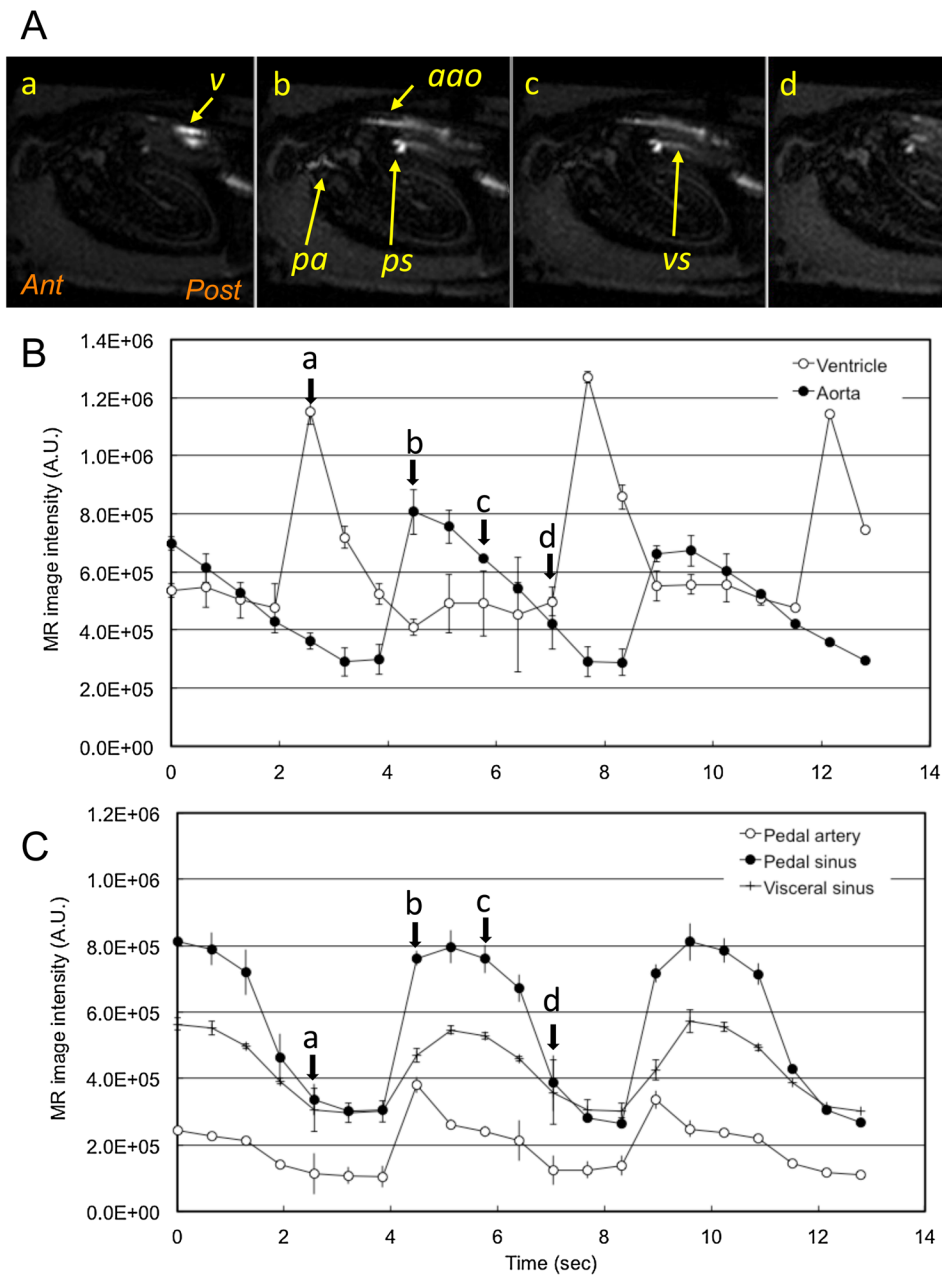 A
a
v
b
aao
c
d
pa
ps
vs
Ant
Post
B
1.4E+06
1.2E+06
1.0E+06
8.0E+05
6.0E+05
4.0E+05
2.0E+05
0.0E+00
MR image intensity (A.U.)
a
b
c
d
Ventricle
Aorta
0 2 4 6 8 10 12 14
C
1.2E+06
1.0E+06
8.0E+05
6.0E+05
4.0E+05
2.0E+05
0.0E+00
MR image intensity (A.U.)
a
b
c
d
Pedal artery
Pedal sinus
Visceral sinus
0 2 4 6 8 10 12 14
Time (sec)